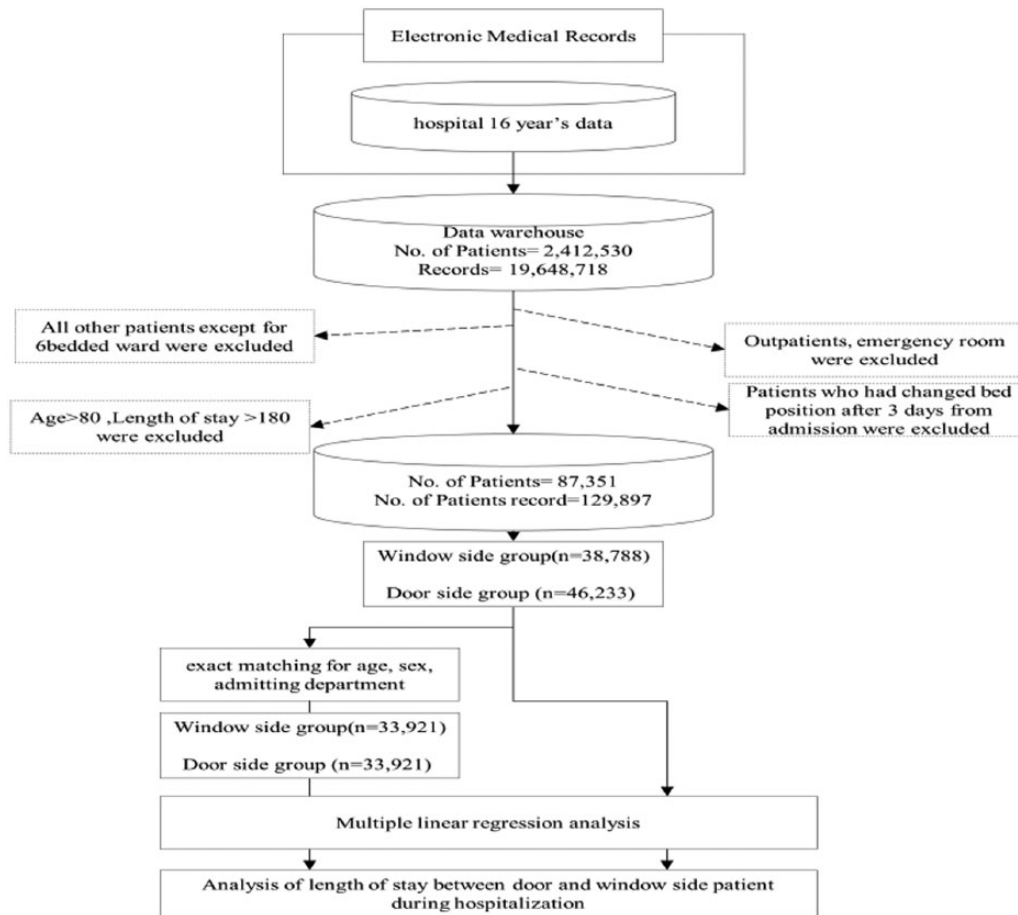 Electronic Medical Records
hospital 16 year's data
Data warehouse
No. of Patients= 2,412,530
Records= 19,648,718
All other patients except for
6bedded ward were excluded
Outpatients, emergency room
were excluded
Age>80 ,Length of stay >180
were excluded
Patients who had changed bed
position after 3 days from
admission were excluded
No. of Patients= 87,351
No. of Patients record=129,897
Window side group(n=38,788)
Door side group (n=46,233)
exact matching for age, sex,
admitting department
Window side group(n=33,921)
Door side group (n=33,921)
Multiple linear regression analysis
Analysis of length of stay between door and window side patient
during hospitalization